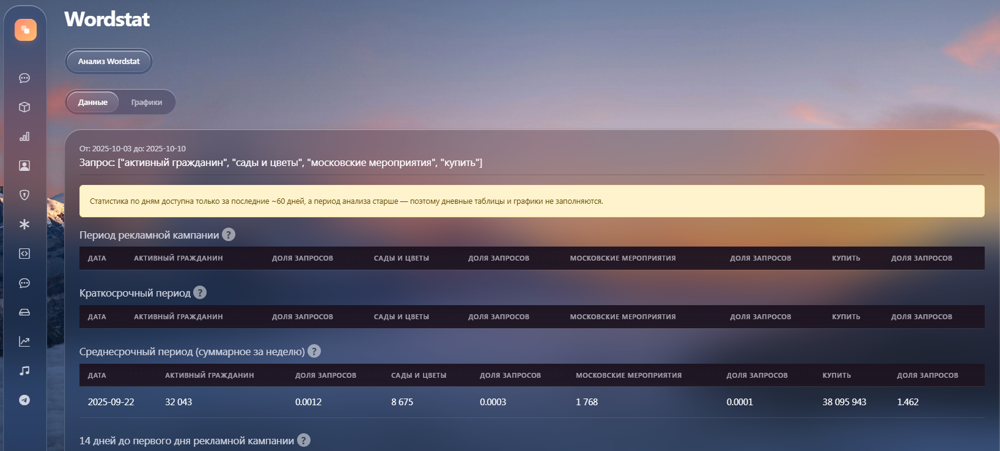 Wordstat
Анализ Wordstat
Данные Графики
От: 2025-10-03 до: 2025-10-10
Запрос: ["активный гражданин", "сады и цветы", "московские мероприятия", "купить"]
Статистика по дням доступна только за последние ~60 дней, а период анализа старше — поэтому дневные таблицы и графики не заполняются.
Период рекламной кампании ?
ДАТА АКТИВНЫЙ ГРАЖДАНИН ДОЛЯ ЗАПРОСОВ САДЫ И ЦВЕТЫ ДОЛЯ ЗАПРОСОВ МОСКОВСКИЕ МЕРОПРИЯТИЯ ДОЛЯ ЗАПРОСОВ КУПИТЬ ДОЛЯ ЗАПРОСОВ
Краткосрочный период ?
ДАТА АКТИВНЫЙ ГРАЖДАНИН ДОЛЯ ЗАПРОСОВ САДЫ И ЦВЕТЫ ДОЛЯ ЗАПРОСОВ МОСКОВСКИЕ МЕРОПРИЯТИЯ ДОЛЯ ЗАПРОСОВ КУПИТЬ ДОЛЯ ЗАПРОСОВ
Среднесрочный период (суммарное за неделю) ?
ДАТА АКТИВНЫЙ ГРАЖДАНИН ДОЛЯ ЗАПРОСОВ САДЫ И ЦВЕТЫ ДОЛЯ ЗАПРОСОВ МОСКОВСКИЕ МЕРОПРИЯТИЯ ДОЛЯ ЗАПРОСОВ КУПИТЬ ДОЛЯ ЗАПРОСОВ
2025-09-22 32 043 0.0012 8 675 0.0003 1 768 0.0001 38 095 943 1.462
14 дней до первого дня рекламной кампании ?